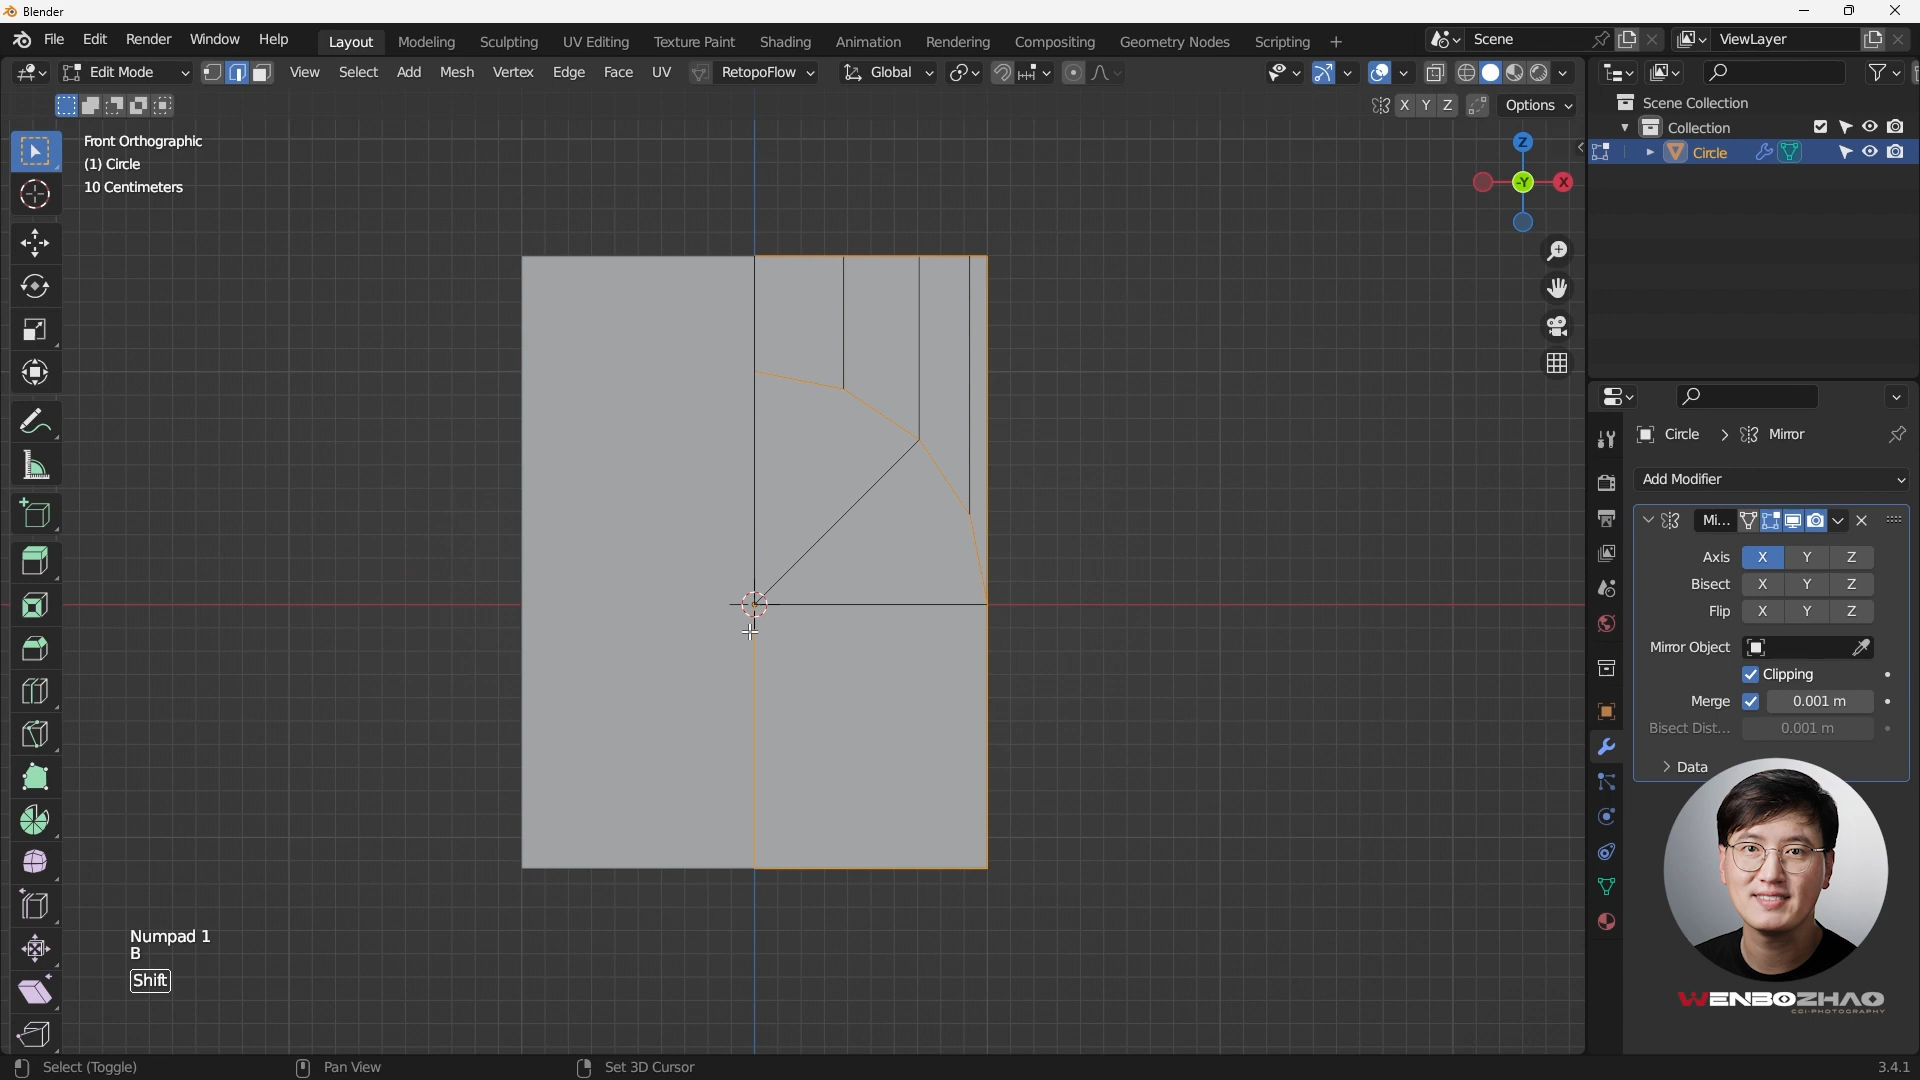 Blender
File Edit Render Window Help Layout Modeling Sculpting UV Editing Texture Paint Shading Animation Rendering Compositing Geometry Nodes Scripting + Scene ViewLayer
Edit Mode View Select Add Mesh Vertex Edge Face UV RetopoFlow Global
X Y Z Options
Scene Collection
Collection
Circle
Front Orthographic
(1) Circle
10 Centimeters
Z
-Y
X
Circle > Mirror
Add Modifier
Mi...
Axis X Y Z
Bisect X Y Z
Flip X Y Z
Mirror Object
Clipping
Merge 0.001 m
Bisect Dist... 0.001 m
Data
WENBOZHAO
CGI-PHOTOGRAPHY
Numpad 1
B
Shift
Select (Toggle) Pan View Set 3D Cursor 3.4.1